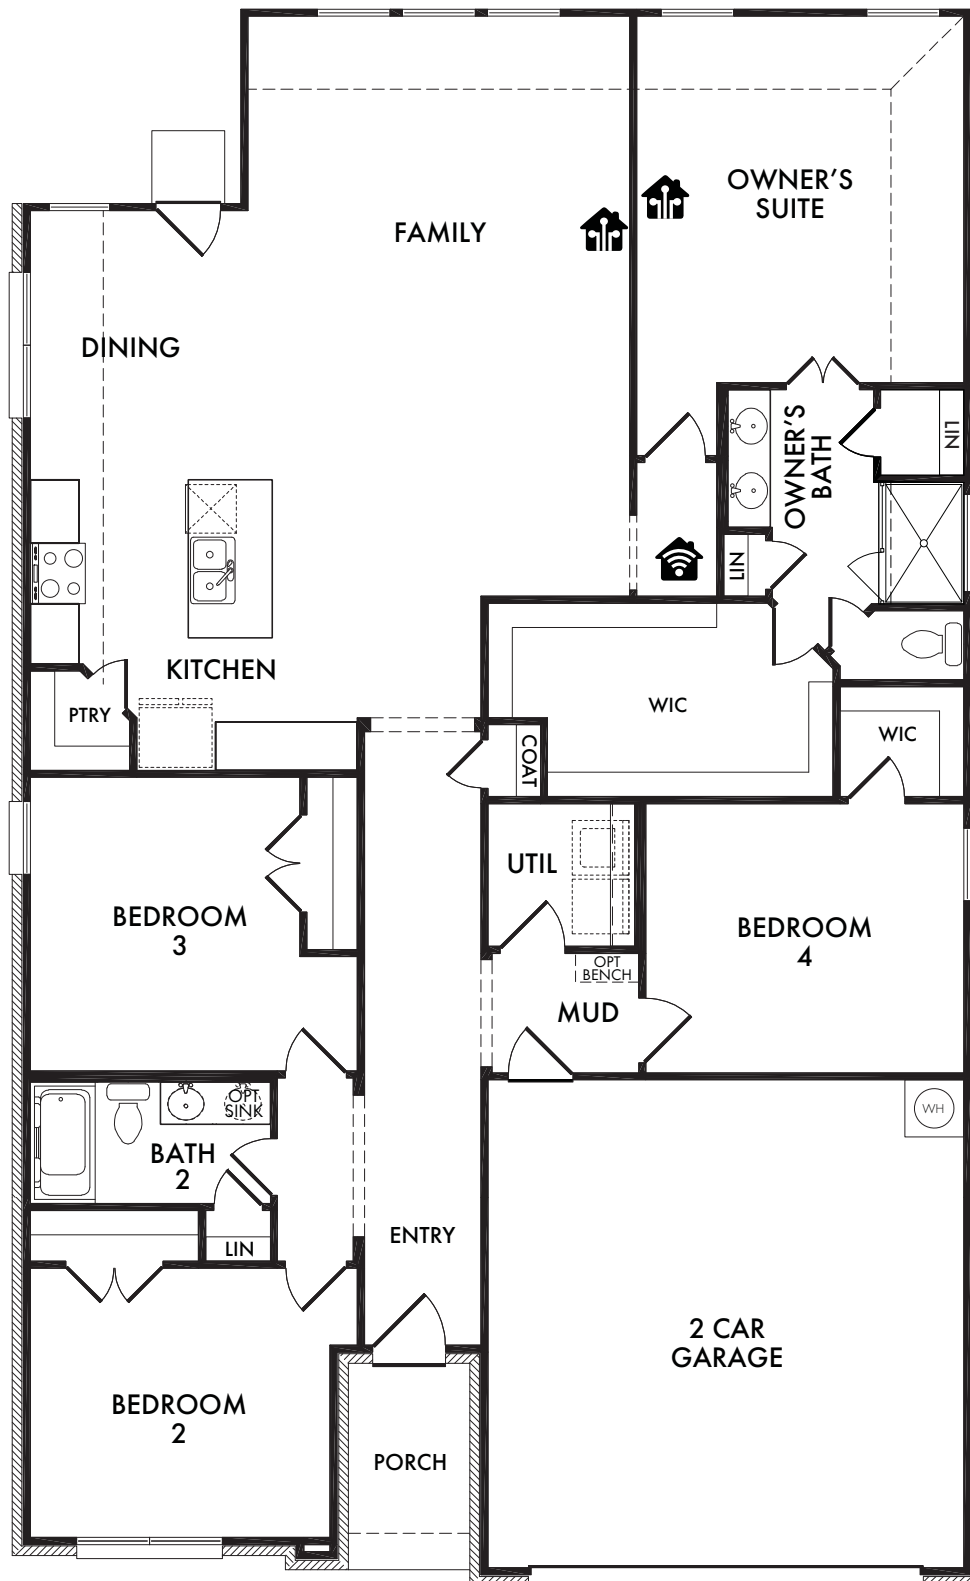 OWNER'S
SUITE
FAMILY
DINING
OWNER'S
BATH
LIN
LIN
KITCHEN
PTRY
WIC
WIC
COAT
UTIL
BEDROOM
3
BEDROOM
4
OPT
BENCH
MUD
OPT
SINK
WH
BATH
2
ENTRY
LIN
2 CAR
GARAGE
BEDROOM
2
PORCH